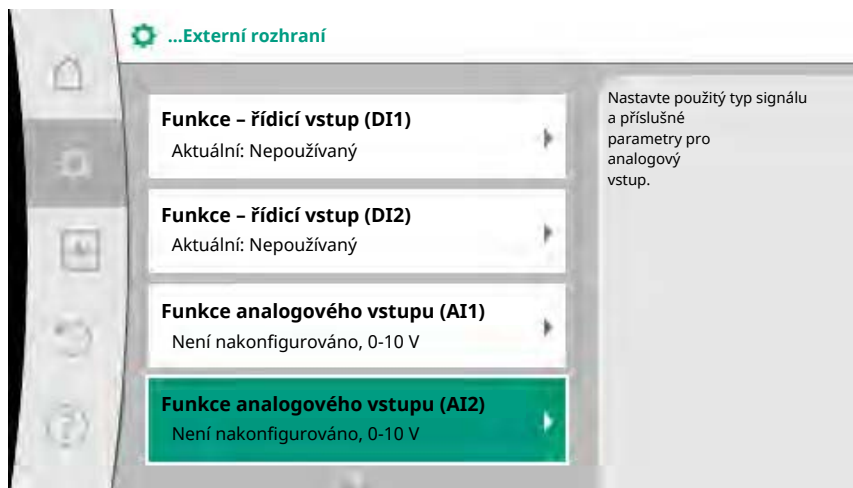 ...Externí rozhraní
Funkce – řídicí vstup (DI1)
Aktuální: Nepoužívaný
Funkce – řídicí vstup (DI2)
Aktuální: Nepoužívaný
Funkce analogového vstupu (AI1)
Není nakonfigurováno, 0-10 V
Funkce analogového vstupu (AI2)
Není nakonfigurováno, 0-10 V
Nastavte použitý typ signálu
a příslušné
parametry pro
analogový
vstup.